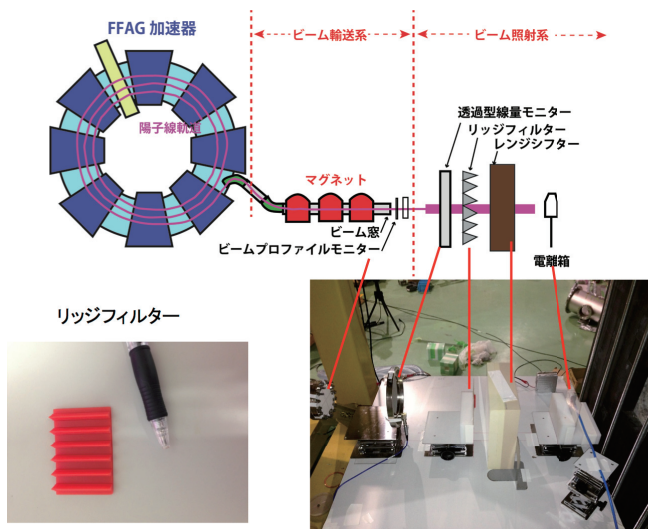 FFAG 加速器
ビーム輸送系
ビーム照射系
陽子線軌道
透過型線量モニター
リッジフィルター
レンジシフター
マグネット
ビーム窓
ビームプロファイルモニター
電離箱
リッジフィルター